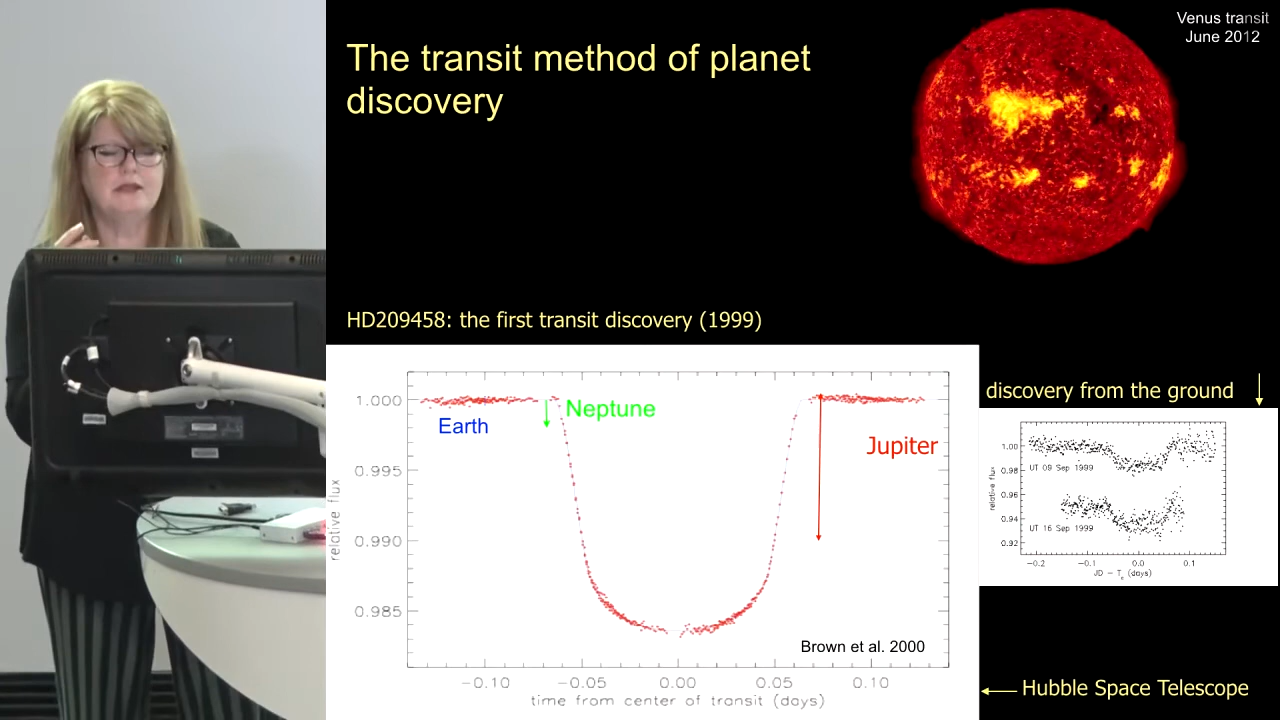 Venus transit
June 2012
The transit method of planet
discovery
HD209458: the first transit discovery (1999)
discovery from the ground
1.000
0.995
0.990
0.985
relative flux
Earth
Neptune
Jupiter
Brown et al. 2000
-0.10 -0.05 0.00 0.05 0.10
time from center of transit (days)
1.00
0.98
0.96
0.94
0.92
relative flux
UT 09 Sep 1999
UT 16 Sep 1999
-0.2 -0.1 0.0 0.1
JD - Tc (days)
Hubble Space Telescope